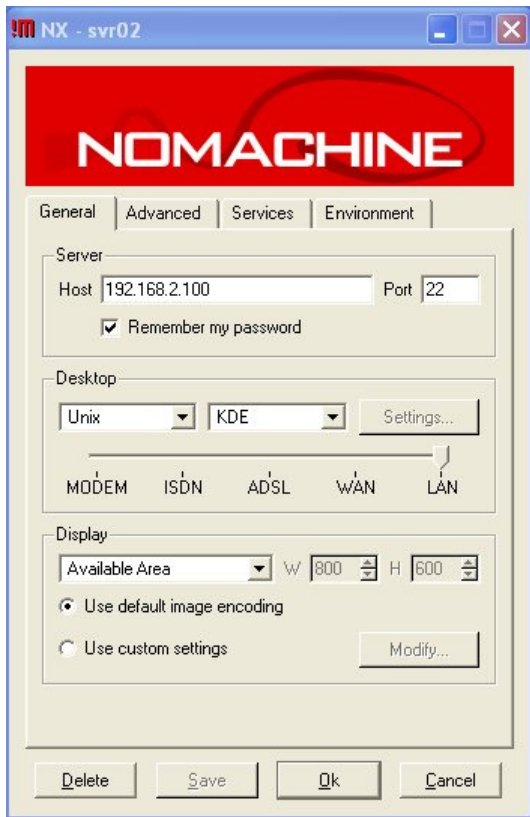 !M NX - svr02
NOMACHINE
General Advanced Services Environment
Server
Host 192.168.2.100 Port 22
Remember my password
Desktop
Unix KDE Settings...
MODEM ISDN ADSL WAN LAN
Display
Available Area W 800 H 600
Use default image encoding
Use custom settings Modify...
Delete Save Ok Cancel